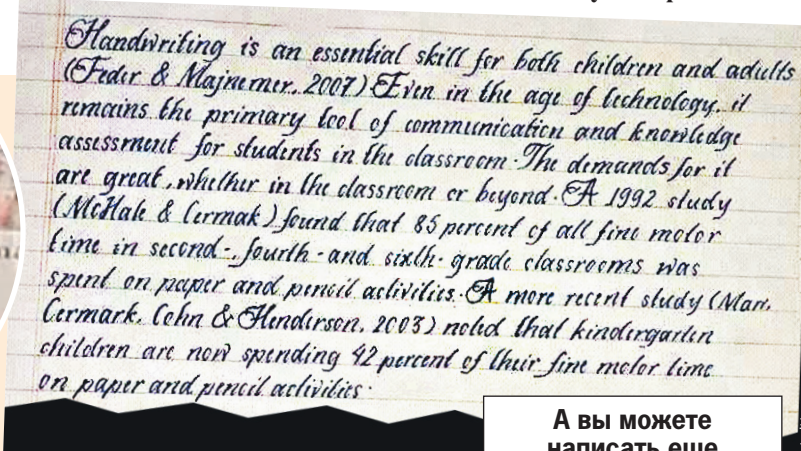 Handwriting is an essential skill for both children and adults
(Feder & Majnemer, 2007) Even in the age of technology, it
remains the primary tool of communication and knowledge
assessment for students in the classroom. The demands for it
are great, whether in the classroom or beyond. A 1992 study
(McHale & Cermak) found that 85 percent of all fine motor
time in second-, fourth- and sixth-grade classrooms was
spent on paper and pencil activities. A more recent study (Marr,
Cermark, Cohn & Henderson, 2003) noted that kindergarten
children are now spending 42 percent of their fine motor time
on paper and pencil activities.
А вы можете
написать еще